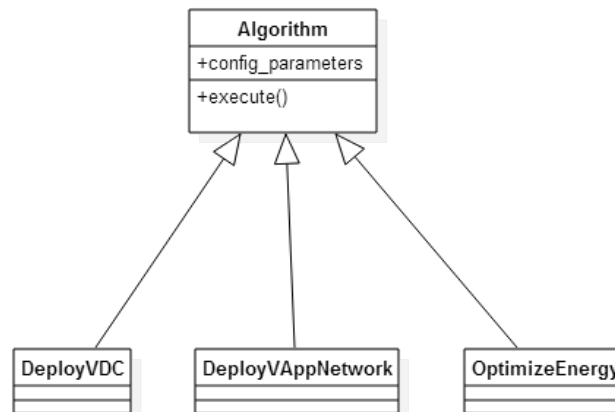 Algorithm
+config_parameters
+execute()
DeployVDC
DeployVAppNetwork
OptimizeEnergy